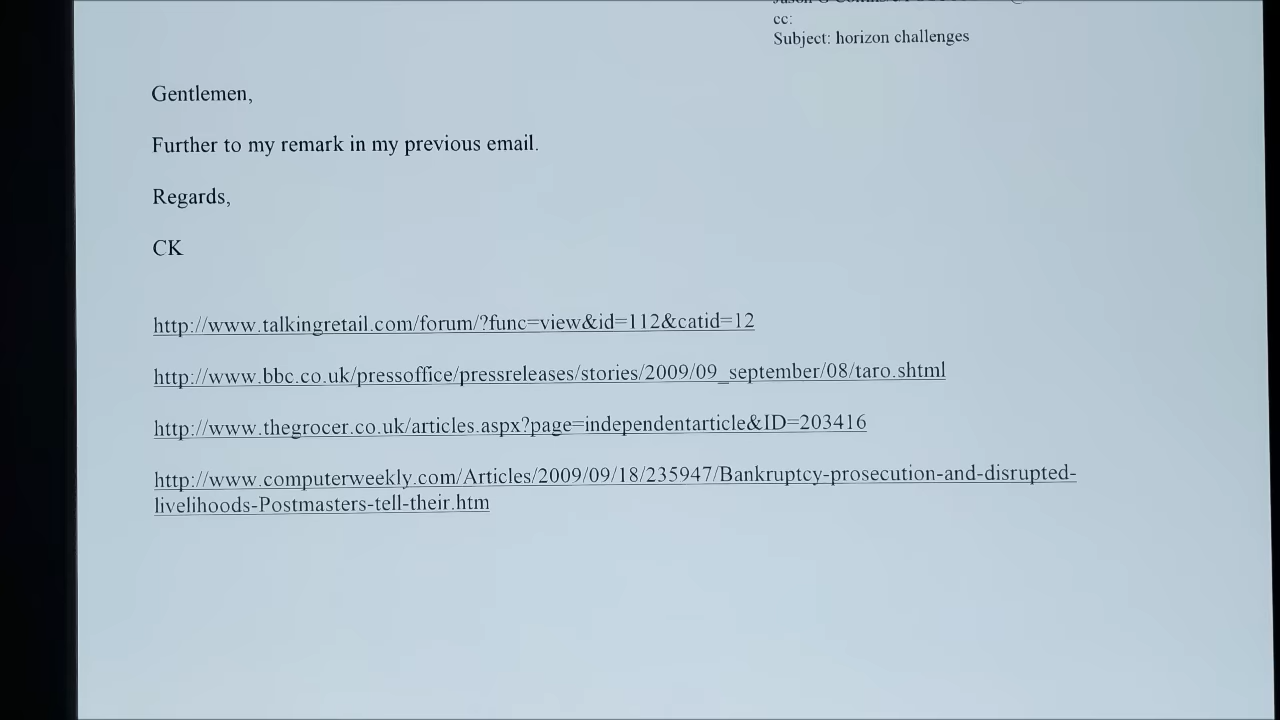 cc:
Subject: horizon challenges
Gentlemen,
Further to my remark in my previous email.
Regards,
CK
http://www.talkingretail.com/forum/?func=view&id=112&catid=12
http://www.bbc.co.uk/pressoffice/pressreleases/stories/2009/09_september/08/taro.shtml
http://www.thegrocer.co.uk/articles.aspx?page=independentarticle&ID=203416
http://www.computerweekly.com/Articles/2009/09/18/235947/Bankruptcy-prosecution-and-disrupted-
livelihoods-Postmasters-tell-their.htm